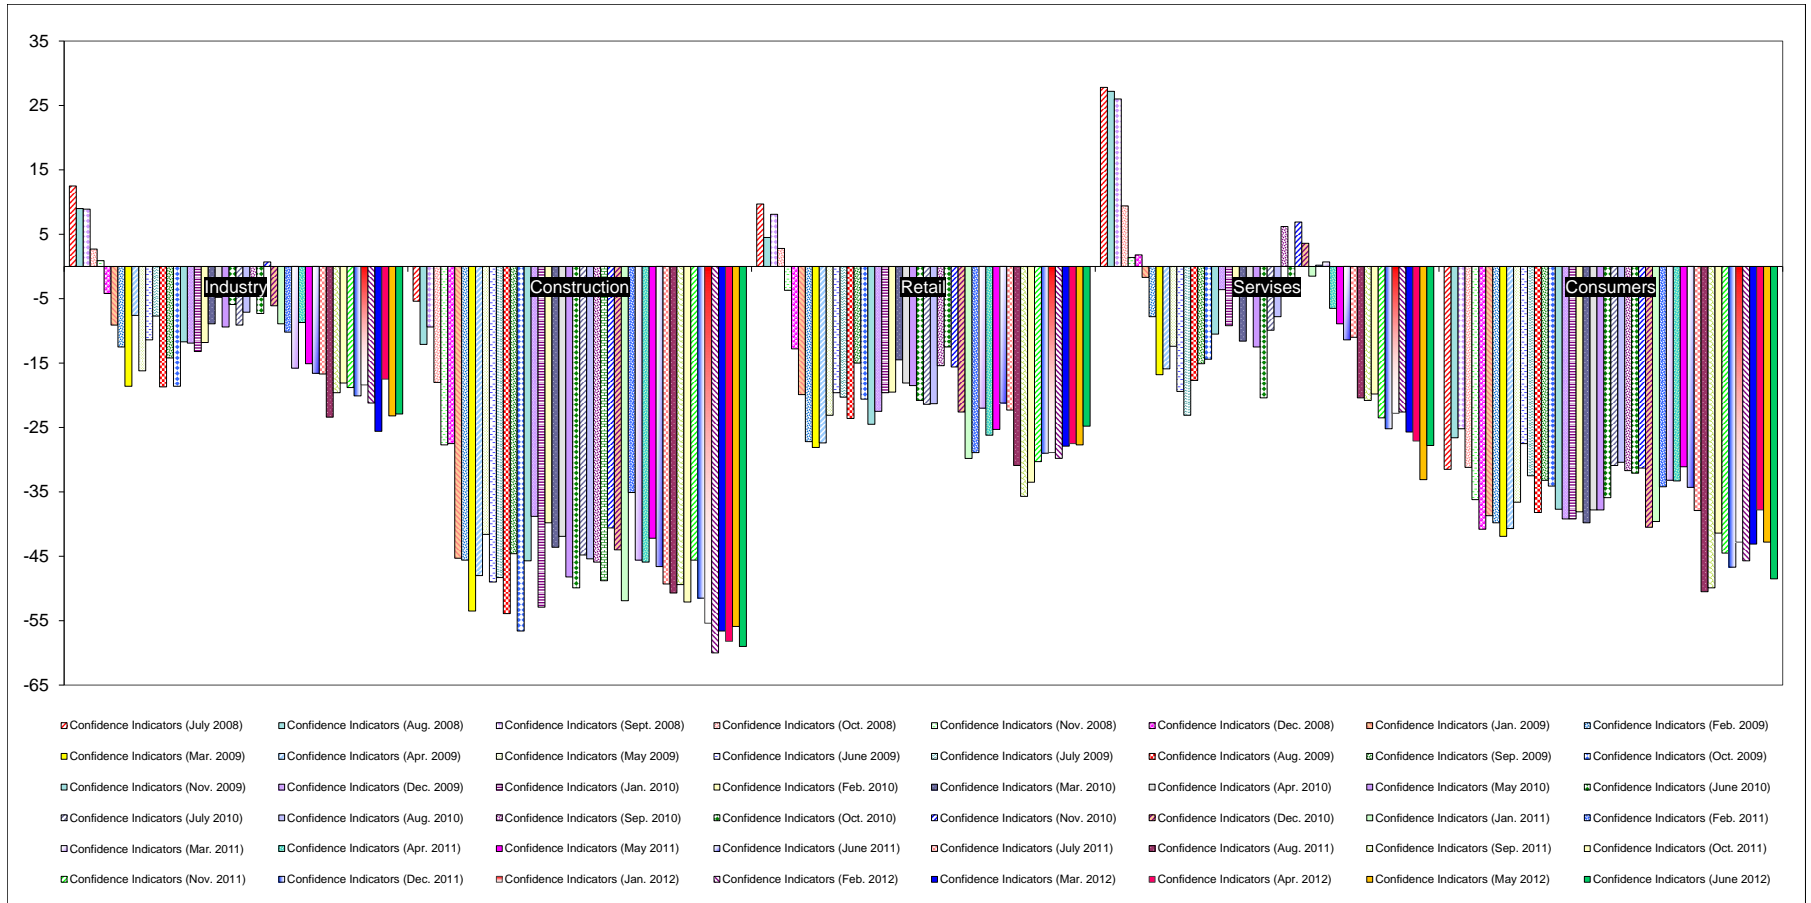 35
25
15
5
-5
-15
-25
-35
-45
-55
-65
Industry Construction Retail Servises Consumers
Confidence Indicators (July 2008) Confidence Indicators (Aug. 2008) Confidence Indicators (Sept. 2008) Confidence Indicators (Oct. 2008) Confidence Indicators (Nov. 2008) Confidence Indicators (Dec. 2008) Confidence Indicators (Jan. 2009) Confidence Indicators (Feb. 2009)
Confidence Indicators (Mar. 2009) Confidence Indicators (Apr. 2009) Confidence Indicators (May 2009) Confidence Indicators (June 2009) Confidence Indicators (July 2009) Confidence Indicators (Aug. 2009) Confidence Indicators (Sep. 2009) Confidence Indicators (Oct. 2009)
Confidence Indicators (Nov. 2009) Confidence Indicators (Dec. 2009) Confidence Indicators (Jan. 2010) Confidence Indicators (Feb. 2010) Confidence Indicators (Mar. 2010) Confidence Indicators (Apr. 2010) Confidence Indicators (May 2010) Confidence Indicators (June 2010)
Confidence Indicators (July 2010) Confidence Indicators (Aug. 2010) Confidence Indicators (Sep. 2010) Confidence Indicators (Oct. 2010) Confidence Indicators (Nov. 2010) Confidence Indicators (Dec. 2010) Confidence Indicators (Jan. 2011) Confidence Indicators (Feb. 2011)
Confidence Indicators (Mar. 2011) Confidence Indicators (Apr. 2011) Confidence Indicators (May 2011) Confidence Indicators (June 2011) Confidence Indicators (July 2011) Confidence Indicators (Aug. 2011) Confidence Indicators (Sep. 2011) Confidence Indicators (Oct. 2011)
Confidence Indicators (Nov. 2011) Confidence Indicators (Dec. 2011) Confidence Indicators (Jan. 2012) Confidence Indicators (Feb. 2012) Confidence Indicators (Mar. 2012) Confidence Indicators (Apr. 2012) Confidence Indicators (May 2012) Confidence Indicators (June 2012)